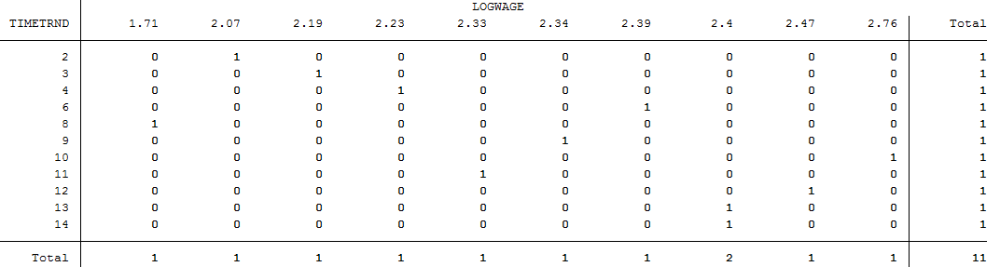 LOGWAGE
TIMETRND 1.71 2.07 2.19 2.23 2.33 2.34 2.39 2.4 2.47 2.76 Total
2 0 1 0 0 0 0 0 0 0 0 1
3 0 0 1 0 0 0 0 0 0 0 1
4 0 0 0 1 0 0 0 0 0 0 1
6 0 0 0 0 0 0 1 0 0 0 1
8 1 0 0 0 0 0 0 0 0 0 1
9 0 0 0 0 0 1 0 0 0 0 1
10 0 0 0 0 0 0 0 0 0 1 1
11 0 0 0 0 1 0 0 0 0 0 1
12 0 0 0 0 0 0 0 0 1 0 1
13 0 0 0 0 0 0 0 1 0 0 1
14 0 0 0 0 0 0 0 1 0 0 1
Total 1 1 1 1 1 1 1 2 1 1 11